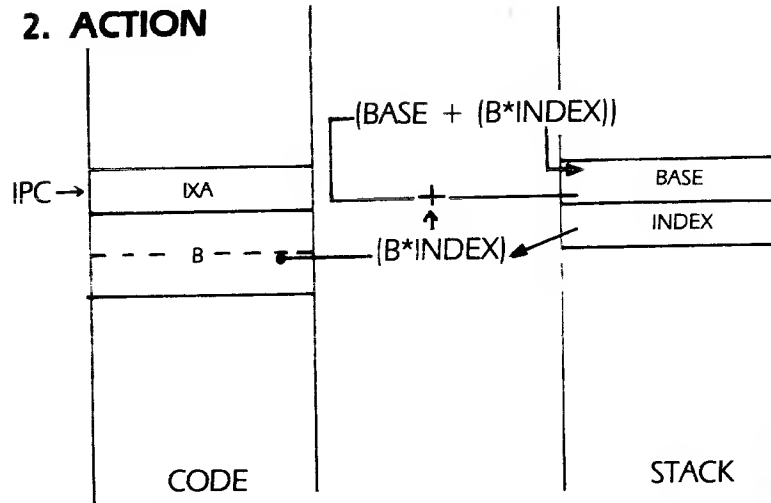 2. ACTION
(BASE + (B*INDEX))
IPC→ IXA
+
BASE
INDEX
B
(B*INDEX)
CODE
STACK